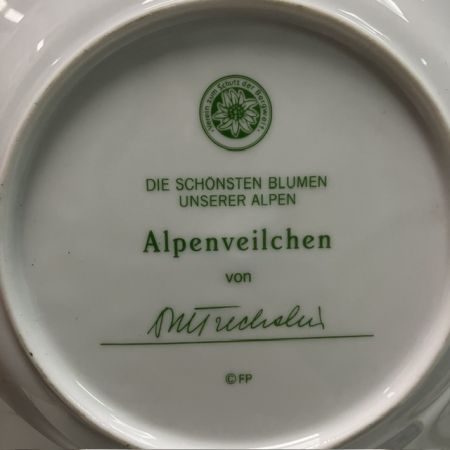 Verein zum Schutz der Bergwelt
DIE SCHÖNSTEN BLUMEN
UNSERER ALPEN
Alpenveilchen
von
© FP